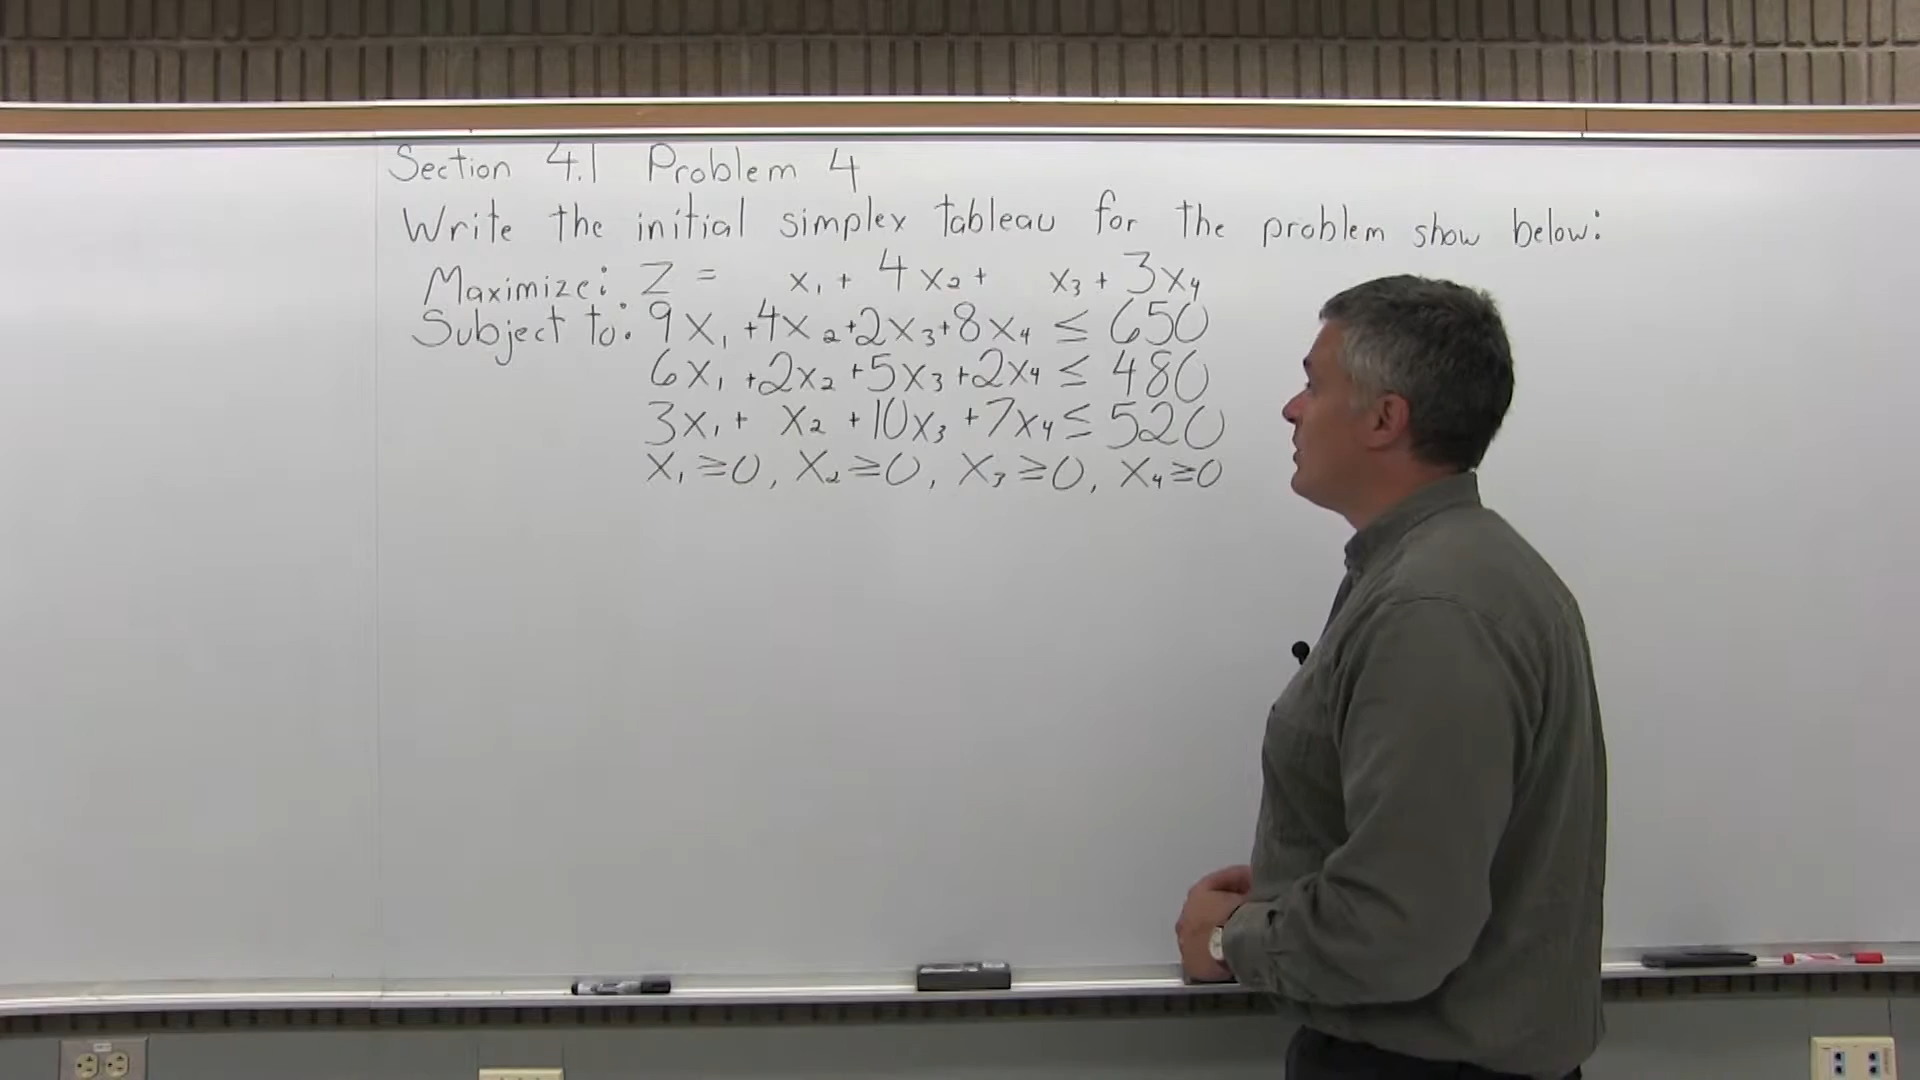 Section 4.1 Problem 4
Write the initial simplex tableau for the problem show below:
Maximize: Z = x₁ + 4x₂ + x₃ + 3x₄
Subject to: 9x₁ + 4x₂ + 2x₃ + 8x₄ ≤ 650
6x₁ + 2x₂ + 5x₃ + 2x₄ ≤ 480
3x₁ + x₂ + 10x₃ + 7x₄ ≤ 520
x₁ ≥ 0, x₂ ≥ 0, x₃ ≥ 0, x₄ ≥ 0